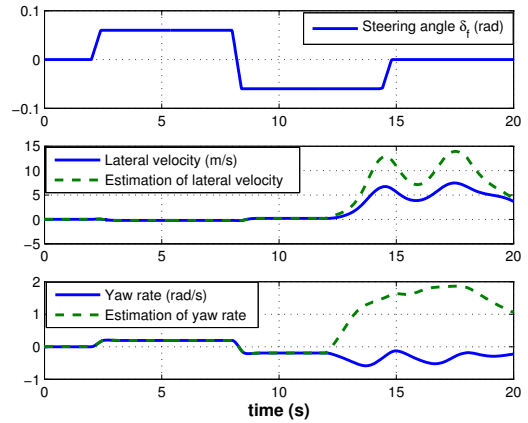 0.1
0
−0.1
Steering angle δf (rad)
0 5 10 15 20
15
10
5
0
−5
Lateral velocity (m/s)
Estimation of lateral velocity
0 5 10 15 20
2
1
0
−1
Yaw rate (rad/s)
Estimation of yaw rate
0 5 10 15 20
time (s)